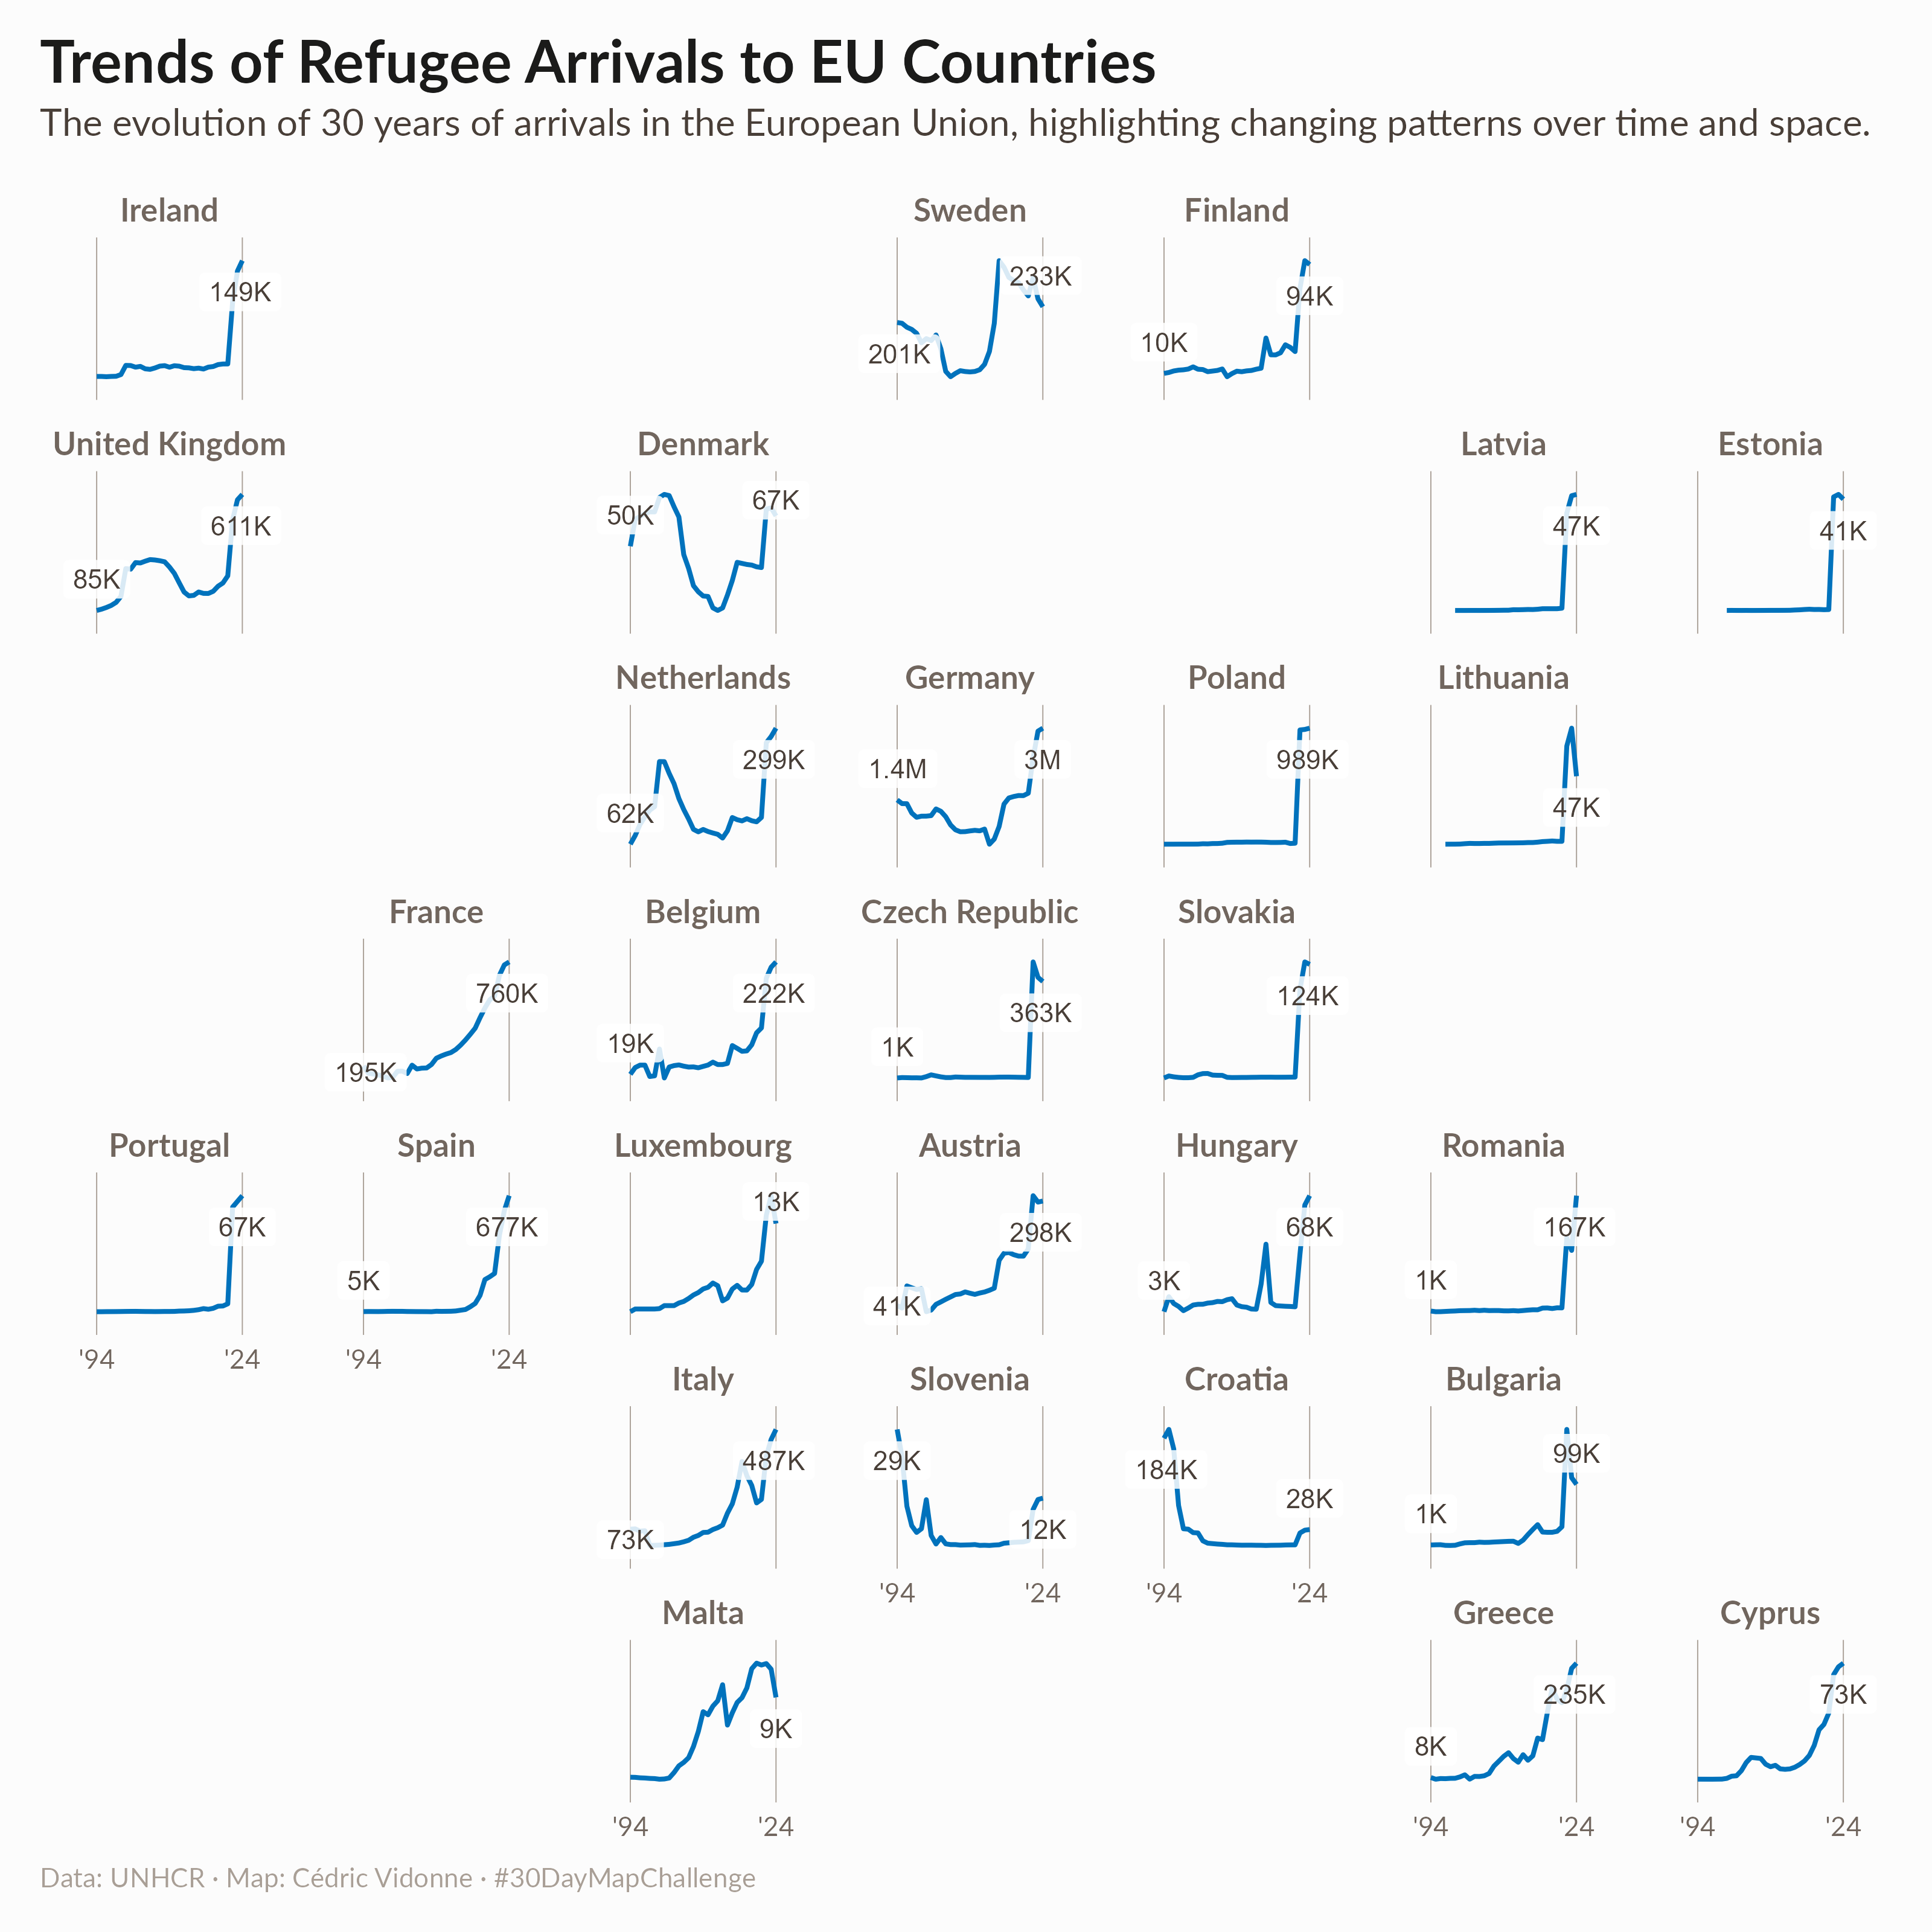 Trends of Refugee Arrivals to EU Countries
The evolution of 30 years of arrivals in the European Union, highlighting changing patterns over time and space.
Ireland
149K
Sweden
201K
233K
Finland
10K
94K
United Kingdom
85K
611K
Denmark
50K
67K
Latvia
47K
Estonia
41K
Netherlands
62K
299K
Germany
1.4M
3M
Poland
989K
Lithuania
47K
France
195K
760K
Belgium
19K
222K
Czech Republic
1K
363K
Slovakia
124K
Portugal
67K
'94
'24
Spain
5K
677K
'94
'24
Luxembourg
13K
Austria
41K
298K
Hungary
3K
68K
Romania
1K
167K
Italy
73K
487K
Slovenia
29K
12K
'94
'24
Croatia
184K
28K
'94
'24
Bulgaria
1K
99K
Malta
9K
'94
'24
Greece
8K
235K
'94
'24
Cyprus
73K
'94
'24
Data: UNHCR · Map: Cédric Vidonne · #30DayMapChallenge